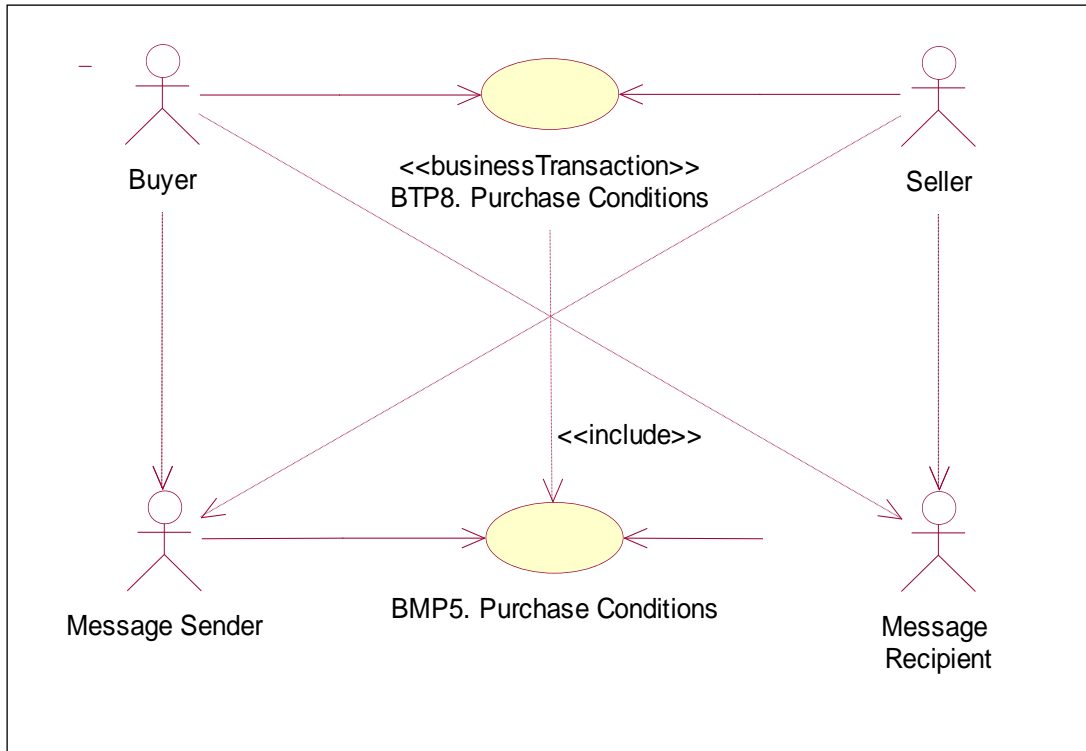 <<businessTransaction>>
BTP8. Purchase Conditions
Buyer
Seller
<<include>>
BMP5. Purchase Conditions
Message Sender
Message
Recipient